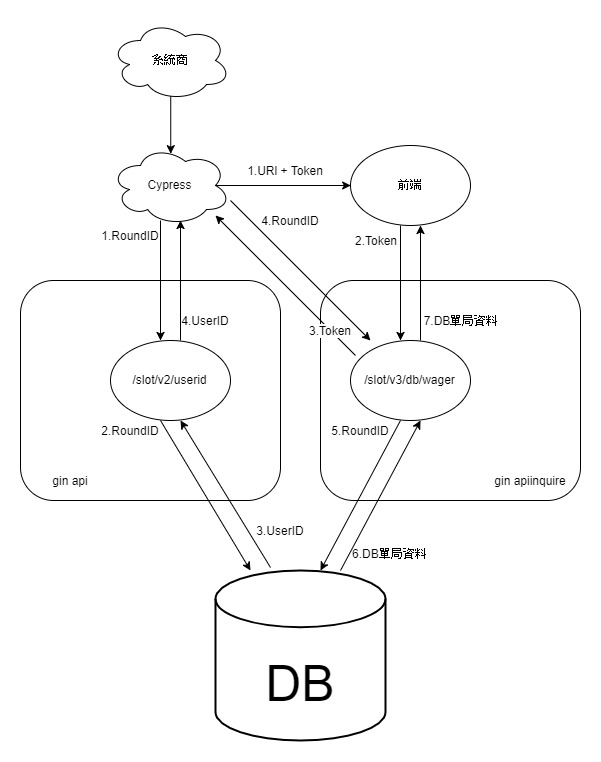 系統商
Cypress
1.URI + Token
前端
1.RoundID
4.RoundID
2.Token
4.UserID
3.Token
7.DB單局資料
/slot/v2/userid
/slot/v3/db/wager
2.RoundID
5.RoundID
gin api
gin apiinquire
3.UserID
6.DB單局資料
DB